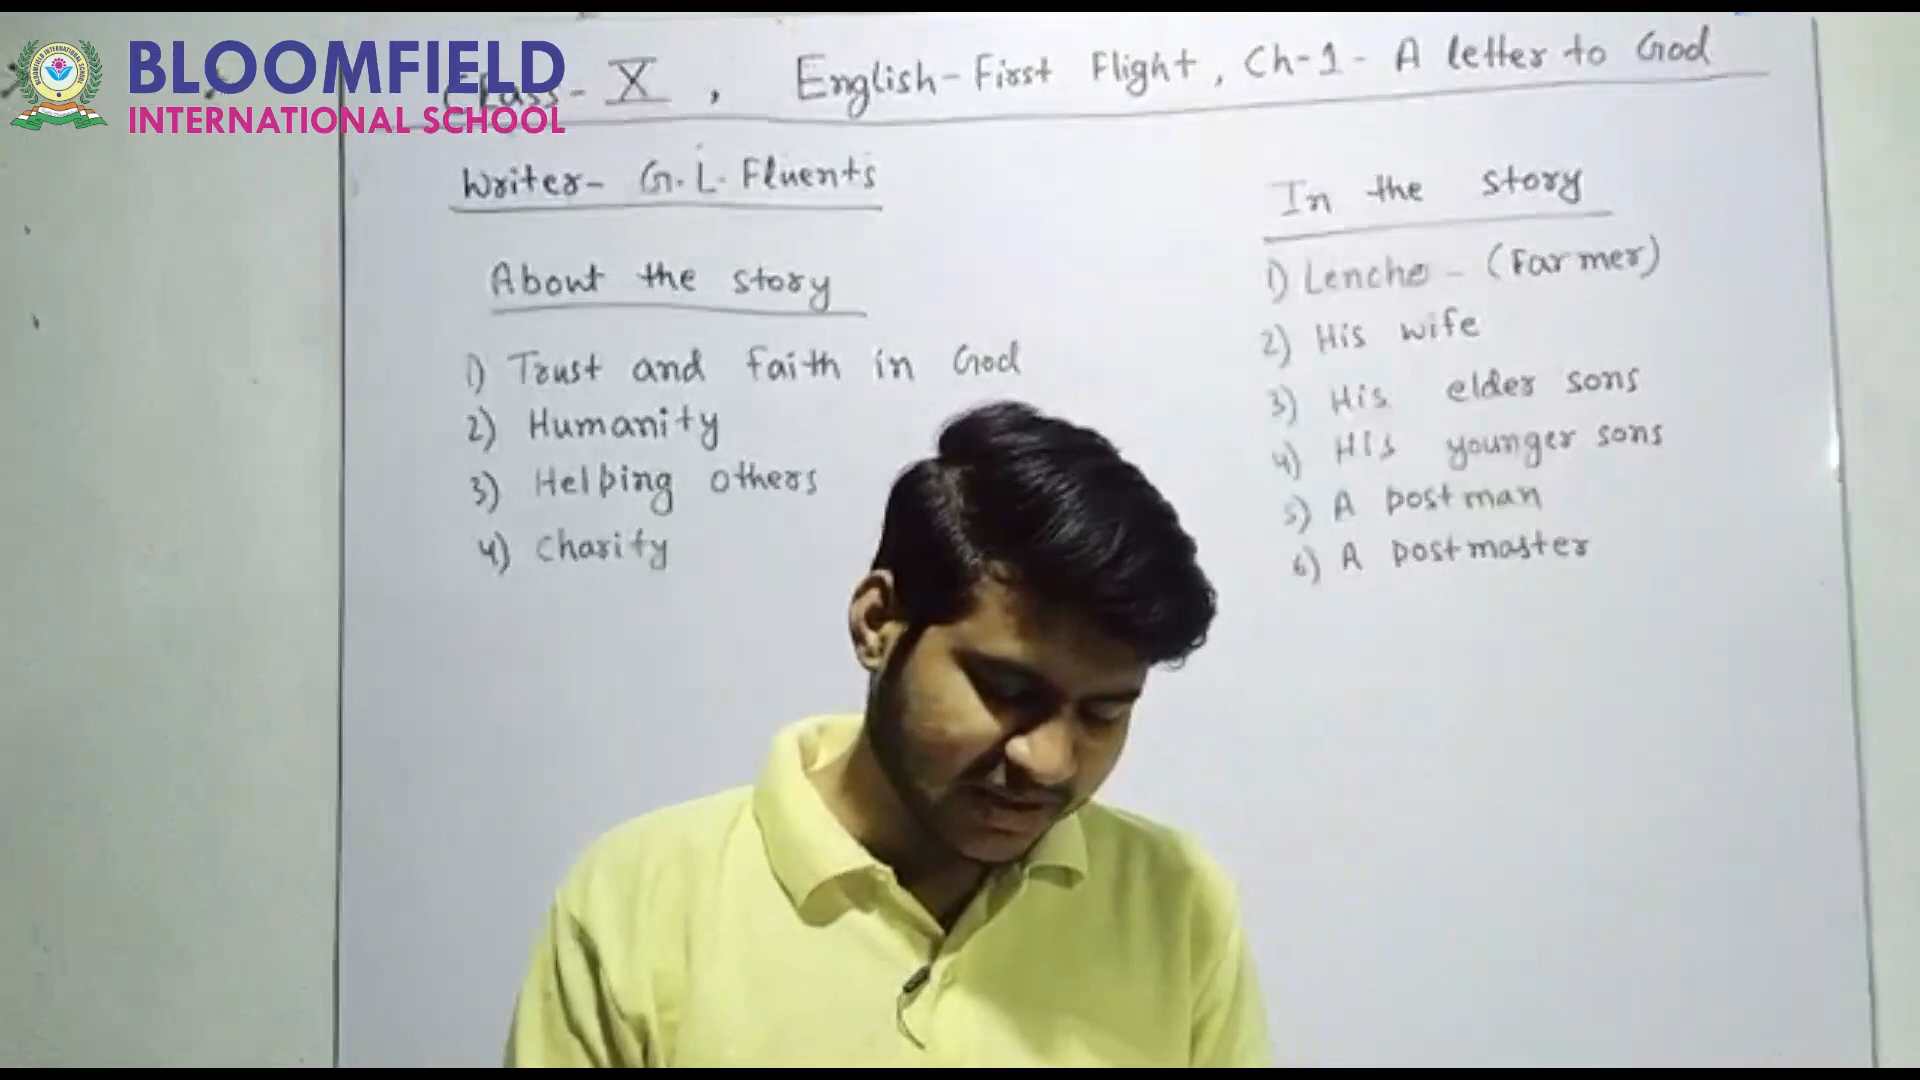 BLOOMFIELD
INTERNATIONAL SCHOOL
Class - X , English - First Flight , Ch-1 - A letter to God
Writer - G. L. Fluents
About the story
1) Trust and faith in God
2) Humanity
3) Helping others
4) Charity
In the story
1) Lencho - (Farmer)
2) His wife
3) His elder sons
4) His younger sons
5) A postman
6) A postmaster